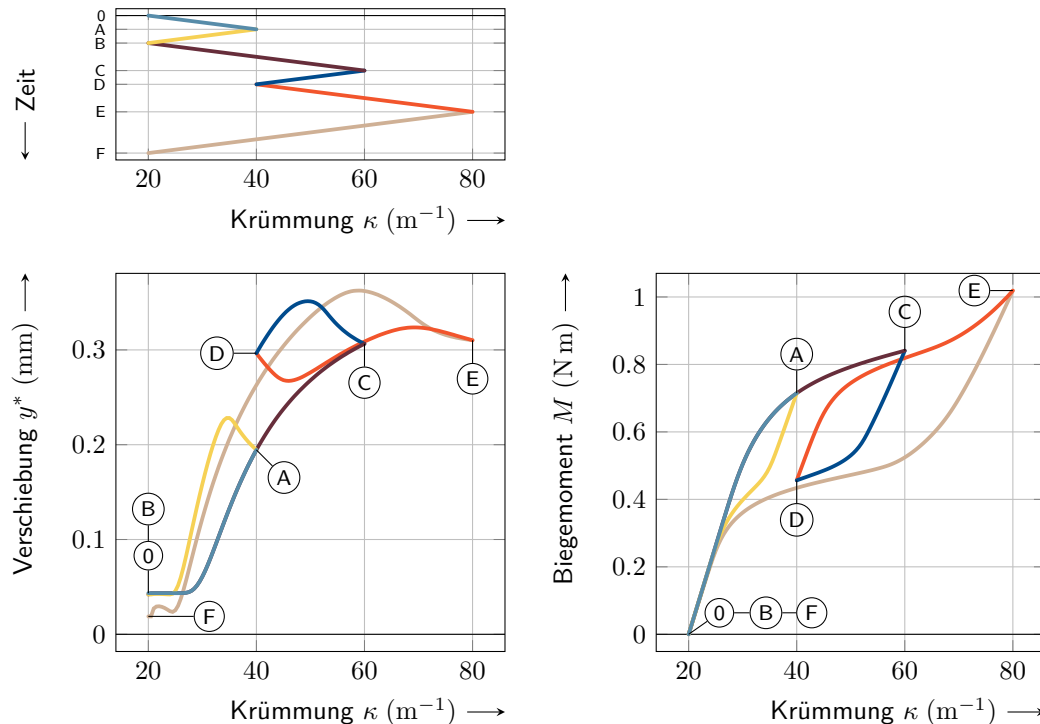 0
A
B
C
D
E
F
Zeit
20 40 60 80
Krümmung κ (m⁻¹)
Verschiebung y* (mm)
0.3
0.2
0.1
0
D
C
E
A
B
0
F
20 40 60 80
Krümmung κ (m⁻¹)
Biegemoment M (N m)
1
0.8
0.6
0.4
0.2
0
E
C
A
D
0 B F
20 40 60 80
Krümmung κ (m⁻¹)